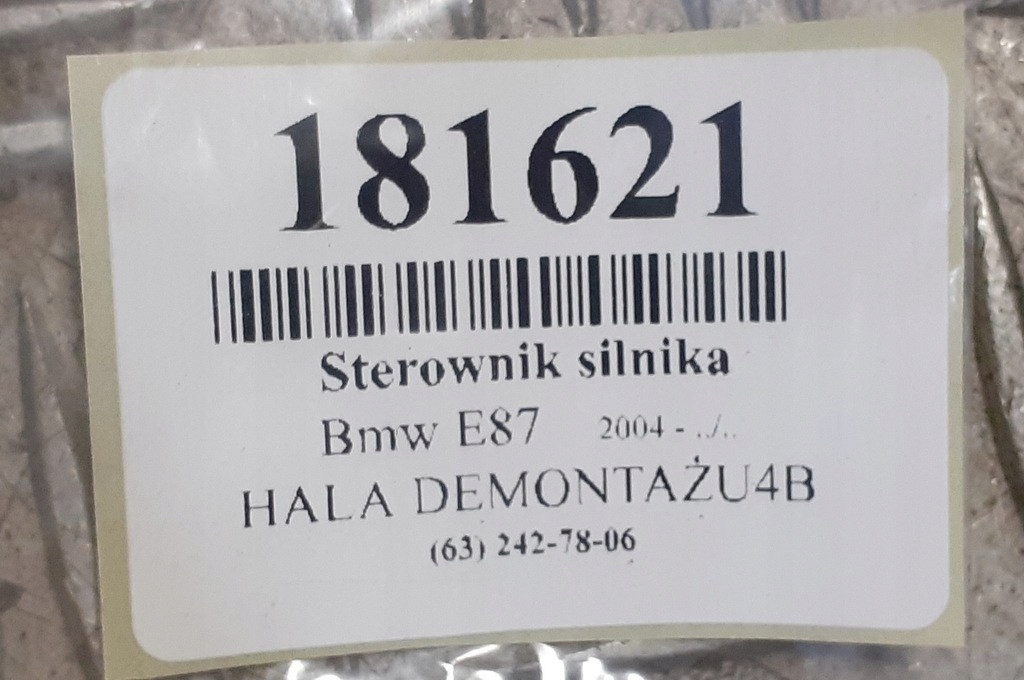 181621
Sterownik silnika
Bmw E87 2004 - ../..
HALA DEMONTAŻU4B
(63) 242-78-06